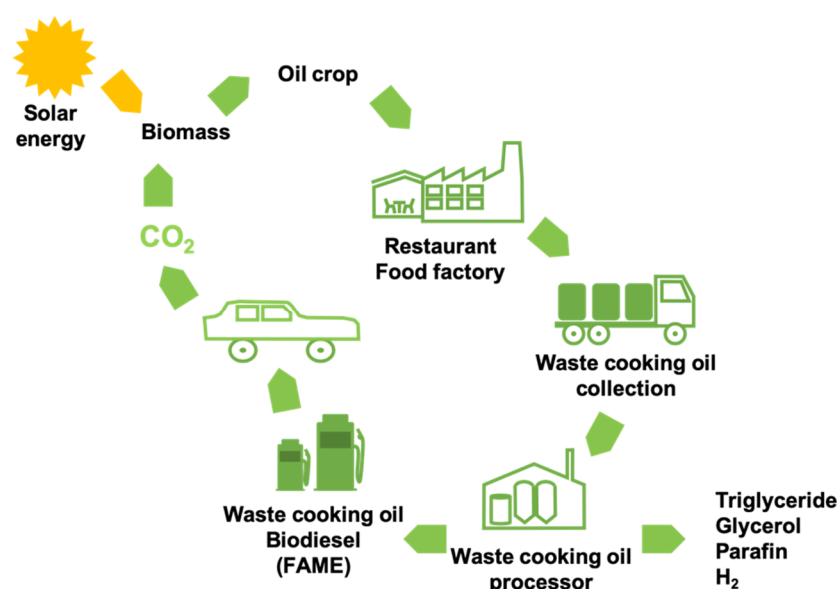 Solar
energy
Biomass
Oil crop
Restaurant
Food factory
Waste cooking oil
collection
Waste cooking oil
processor
Triglyceride
Glycerol
Parafin
H₂
Waste cooking oil
Biodiesel
(FAME)
CO₂